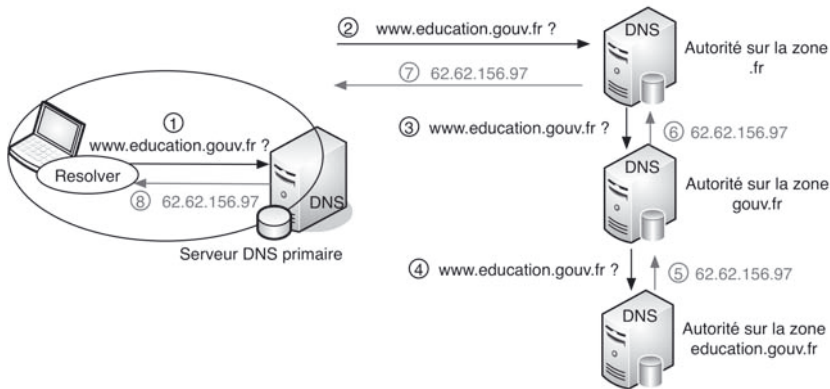 ② www.education.gouv.fr ?
DNS
Autorité sur la zone
.fr
⑦ 62.62.156.97
①
www.education.gouv.fr ?
③ www.education.gouv.fr ?
⑥ 62.62.156.97
DNS
Resolver
⑧ 62.62.156.97
DNS
Autorité sur la zone
gouv.fr
Serveur DNS primaire
④ www.education.gouv.fr ?
⑤ 62.62.156.97
DNS
Autorité sur la zone
education.gouv.fr